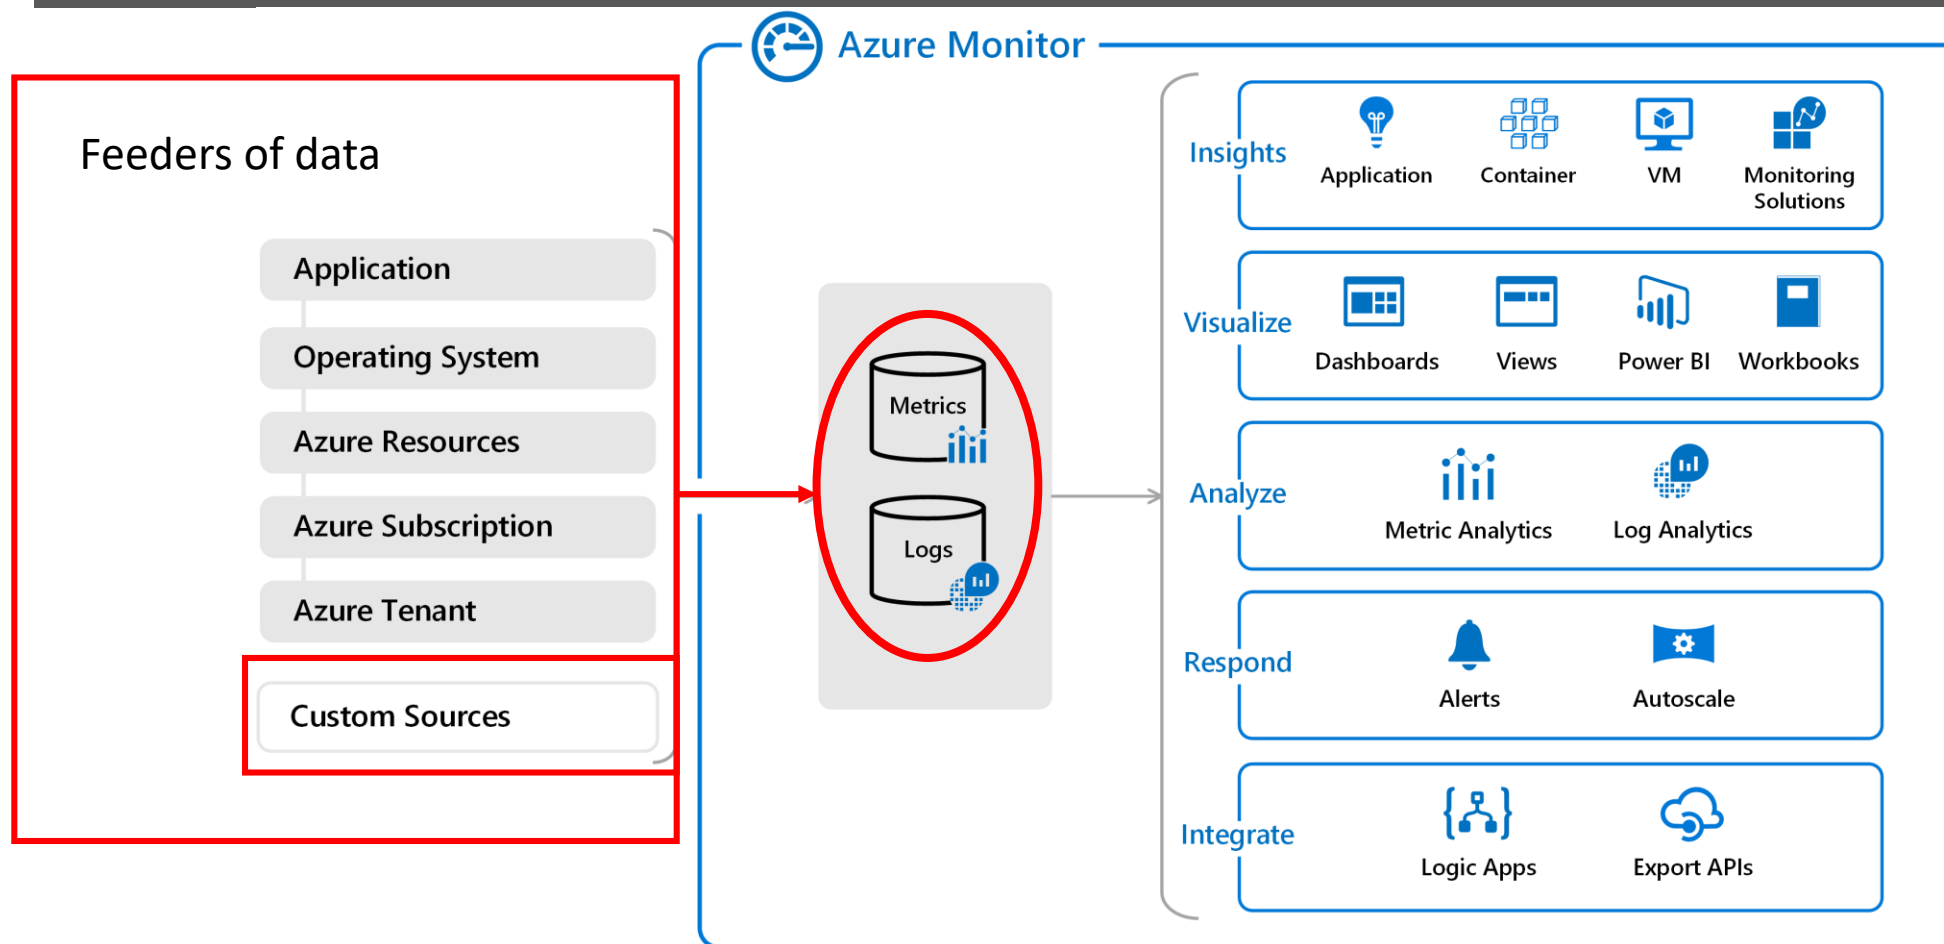 Azure Monitor
Feeders of data
Application
Operating System
Azure Resources
Azure Subscription
Azure Tenant
Custom Sources
Metrics
Logs
Insights
Application
Container
VM
Monitoring
Solutions
Visualize
Dashboards
Views
Power BI
Workbooks
Analyze
Metric Analytics
Log Analytics
Respond
Alerts
Autoscale
Integrate
Logic Apps
Export APIs